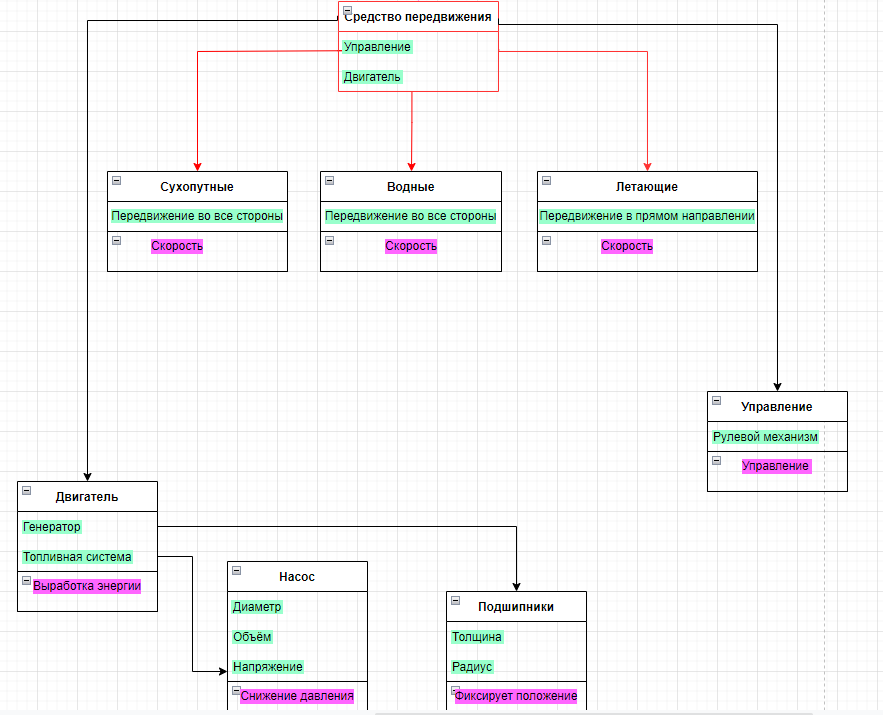 Средство передвижения
Управление
Двигатель
Сухопутные
Передвижение во все стороны
Скорость
Водные
Передвижение во все стороны
Скорость
Летающие
Передвижение в прямом направлении
Скорость
Управление
Рулевой механизм
Управление
Двигатель
Генератор
Топливная система
Выработка энергии
Насос
Диаметр
Объём
Напряжение
Снижение давления
Подшипники
Толщина
Радиус
Фиксирует положение